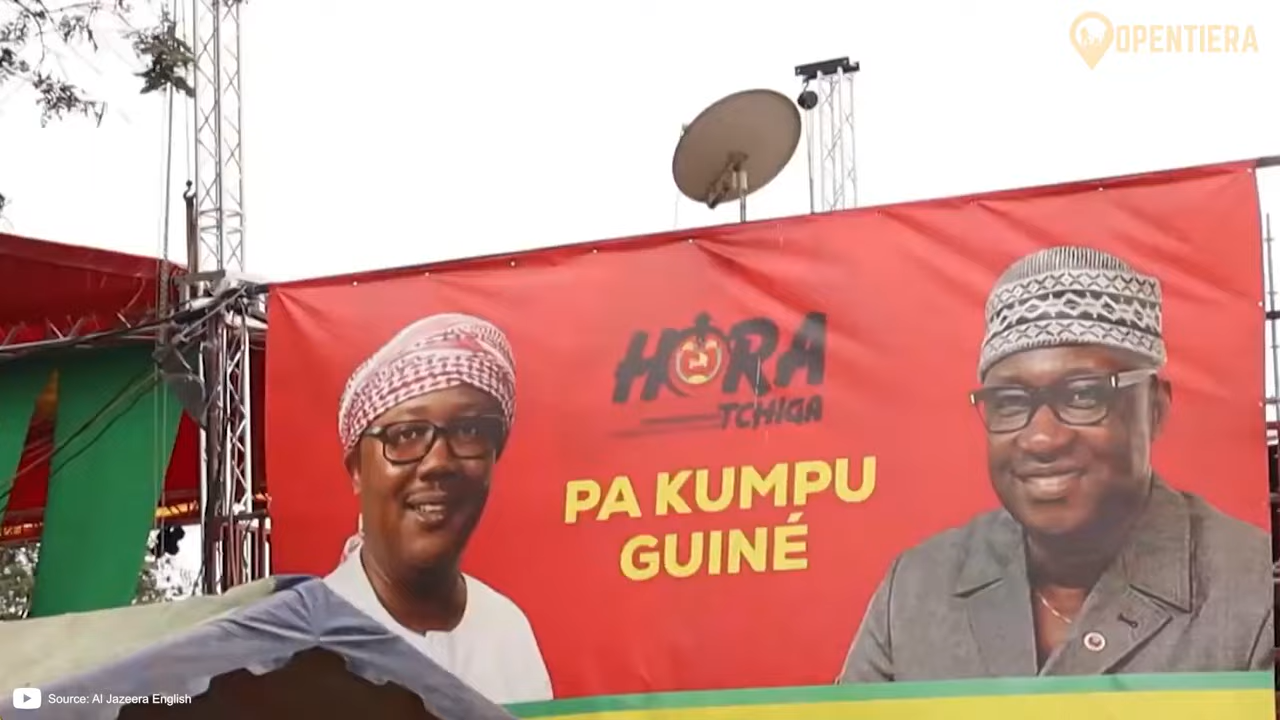 OPENTIERA
HORA
TCHIGA
PA KUMPU
GUINÉ
Source: Al Jazeera English